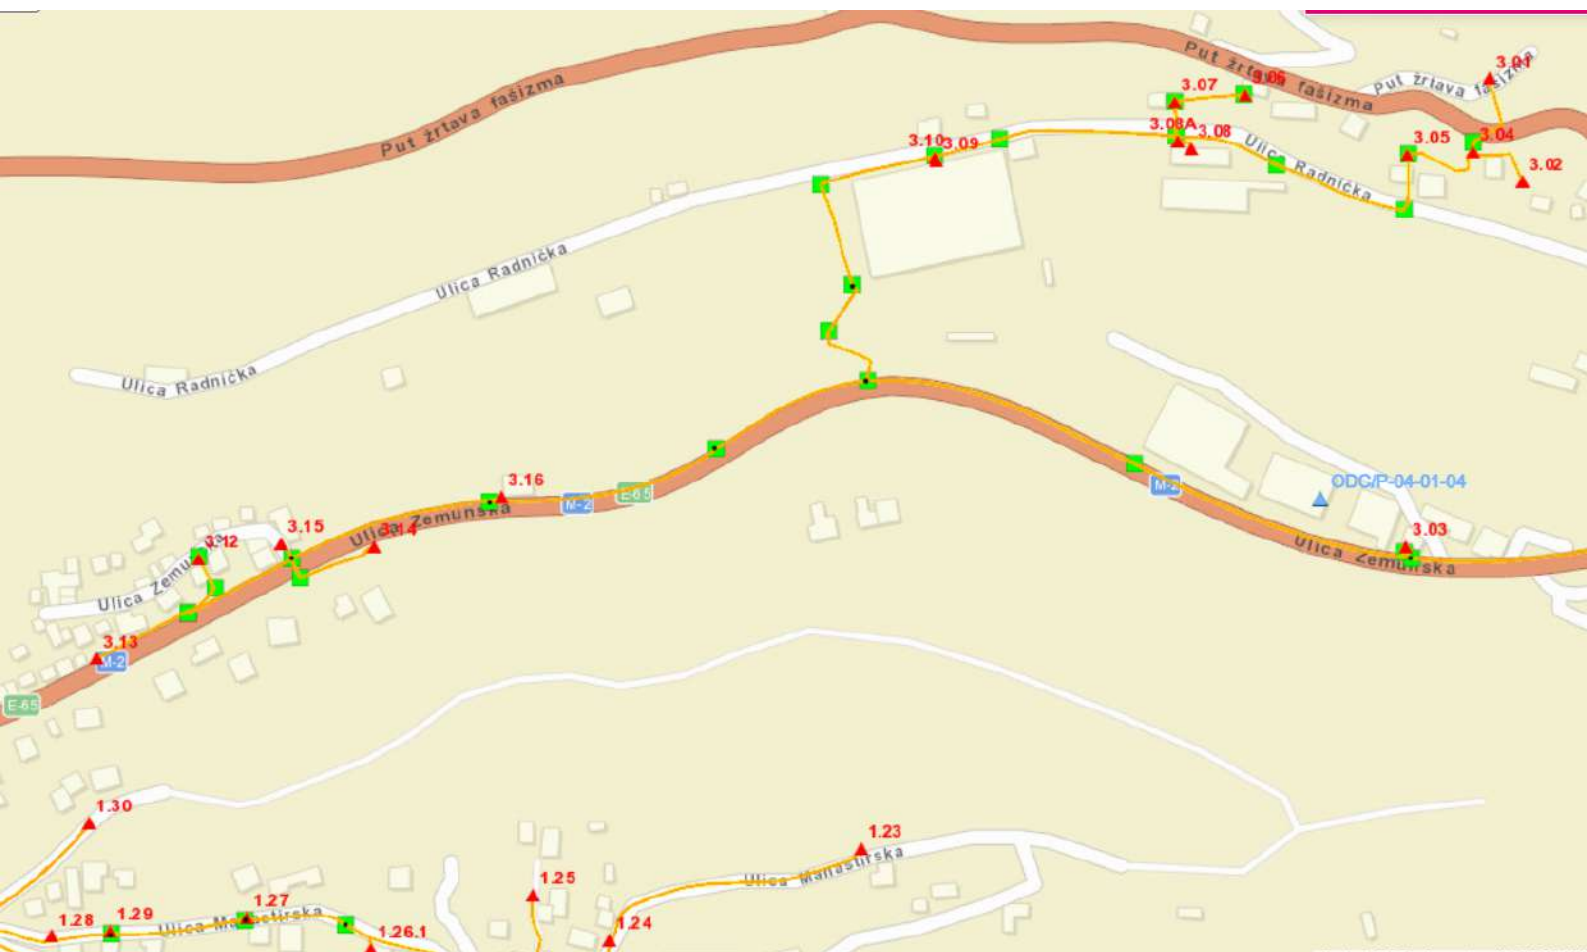 Put žrtava fašizma
3.01
Put žrtava fašizma
Put žrtava fašizma
3.07
3.06
3.08A
3.08
3.10
3.09
3.05
3.04
3.02
Ulica Radnička
Ulica Radnička
Ulica Radnička
ODC/P-04-01-04
3.16
M-2
E-65
M-2
Ulica Zemunska
3.15
3.14
3.12
3.03
Ulica Zemunska
Ulica Zemunska
3.13
M-2
E-65
1.30
1.23
Ulica Manastirska
1.25
1.27
1.29
1.28
Ulica Manastirska
1.24
1.26.1